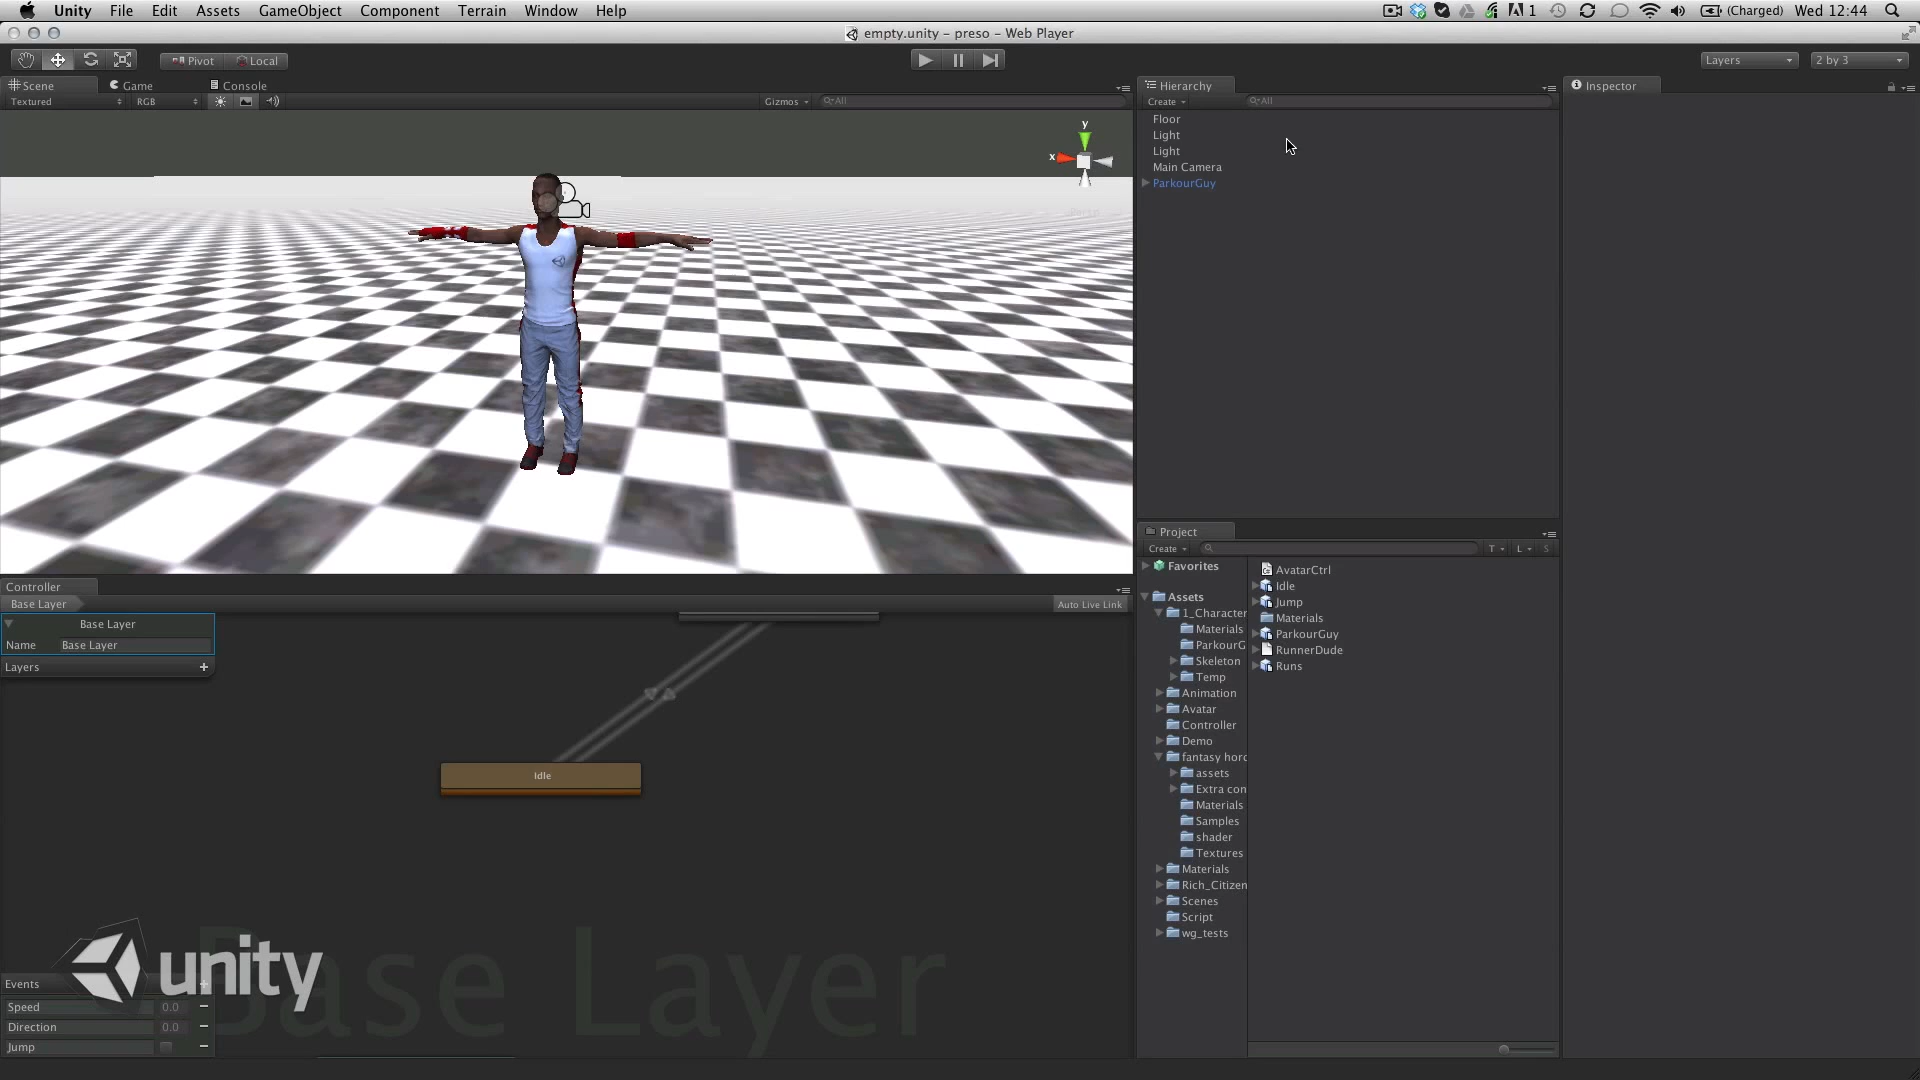 Unity File Edit Assets GameObject Component Terrain Window Help
1 (Charged) Wed 12:44
empty.unity - preso - Web Player
Pivot Local
Layers 2 by 3
Scene Game Console
Textured RGB Gizmos All
y
x
Persp
Hierarchy
Create All
Floor
Light
Light
Main Camera
ParkourGuy
Inspector
Project
Create
T L S
Favorites
Assets
1_Character
Materials
ParkourG
Skeleton
Temp
Animation
Avatar
Controller
Demo
fantasy horc
assets
Extra con
Materials
Samples
shader
Textures
Materials
Rich_Citizen
Scenes
Script
wg_tests
AvatarCtrl
Idle
Jump
Materials
ParkourGuy
RunnerDude
Runs
Controller
Base Layer
Auto Live Link
Base Layer
Name Base Layer
Layers +
Idle
Base Layer
unity
Events
Speed 0.0
Direction 0.0
Jump